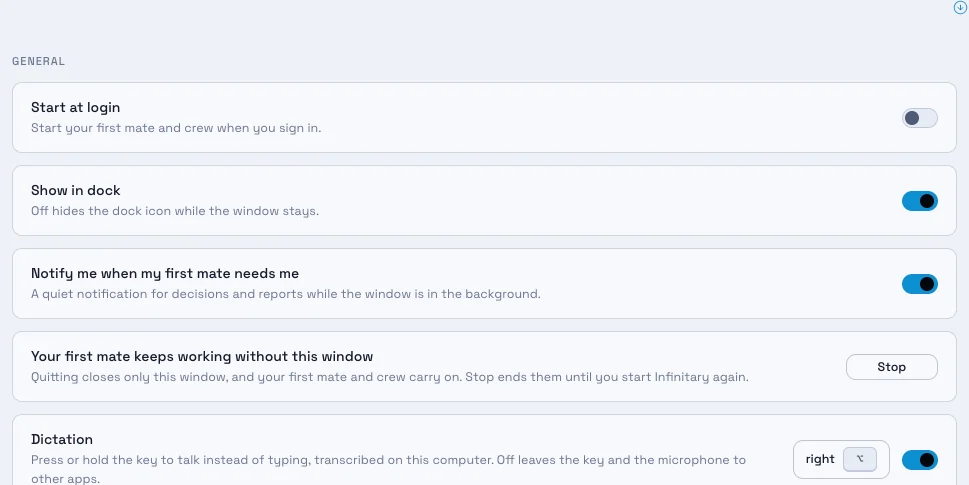 GENERAL
Start at login
Start your first mate and crew when you sign in.
Show in dock
Off hides the dock icon while the window stays.
Notify me when my first mate needs me
A quiet notification for decisions and reports while the window is in the background.
Your first mate keeps working without this window
Quitting closes only this window, and your first mate and crew carry on. Stop ends them until you start Infinitary again.
Stop
Dictation
Press or hold the key to talk instead of typing, transcribed on this computer. Off leaves the key and the microphone to
other apps.
right ⌥